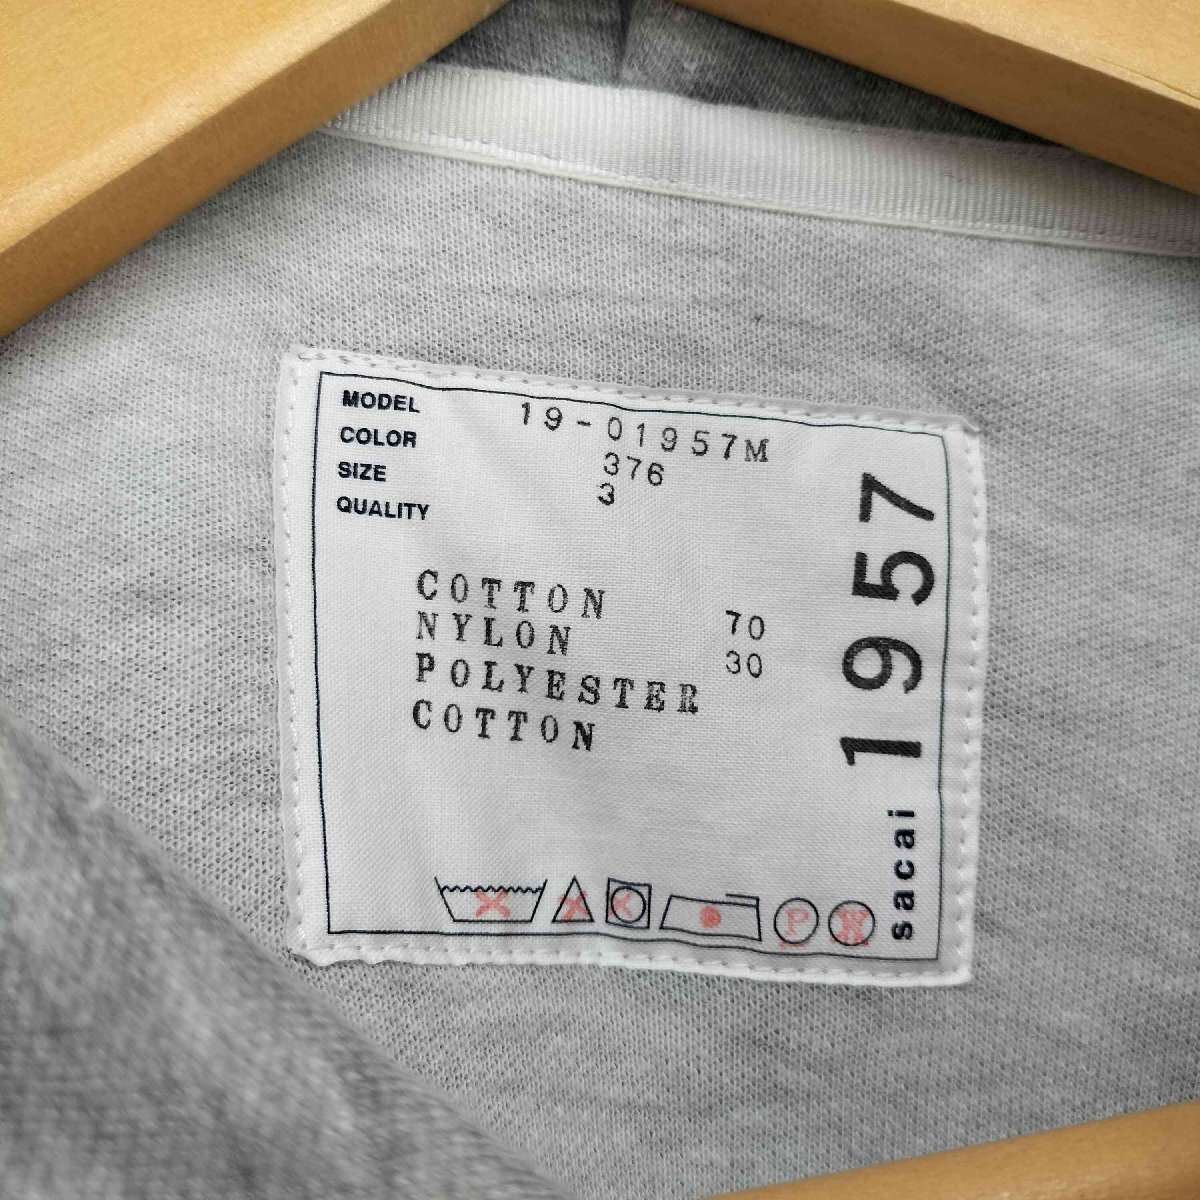 MODEL 19-01957M
COLOR 376
SIZE 3
QUALITY
COTTON 70
NYLON 30
POLYESTER
COTTON
P
sacai 1957